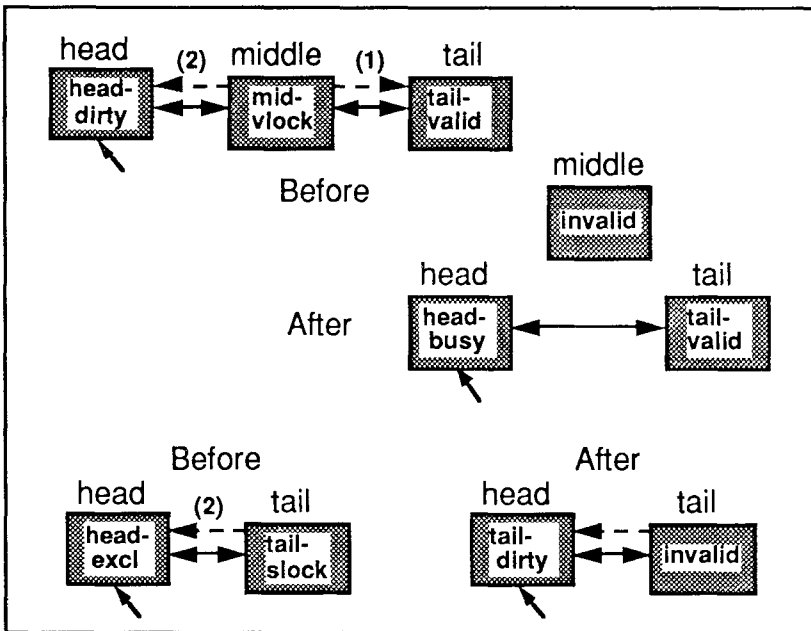 head (2) middle (1) tail
head-
dirty
mid-
vlock
tail-
valid
Before
middle
invalid
head
tail
After
head-
busy
tail-
valid
Before
After
head (2) tail
head-
excl
tail-
slock
head
tail
tail-
dirty
invalid